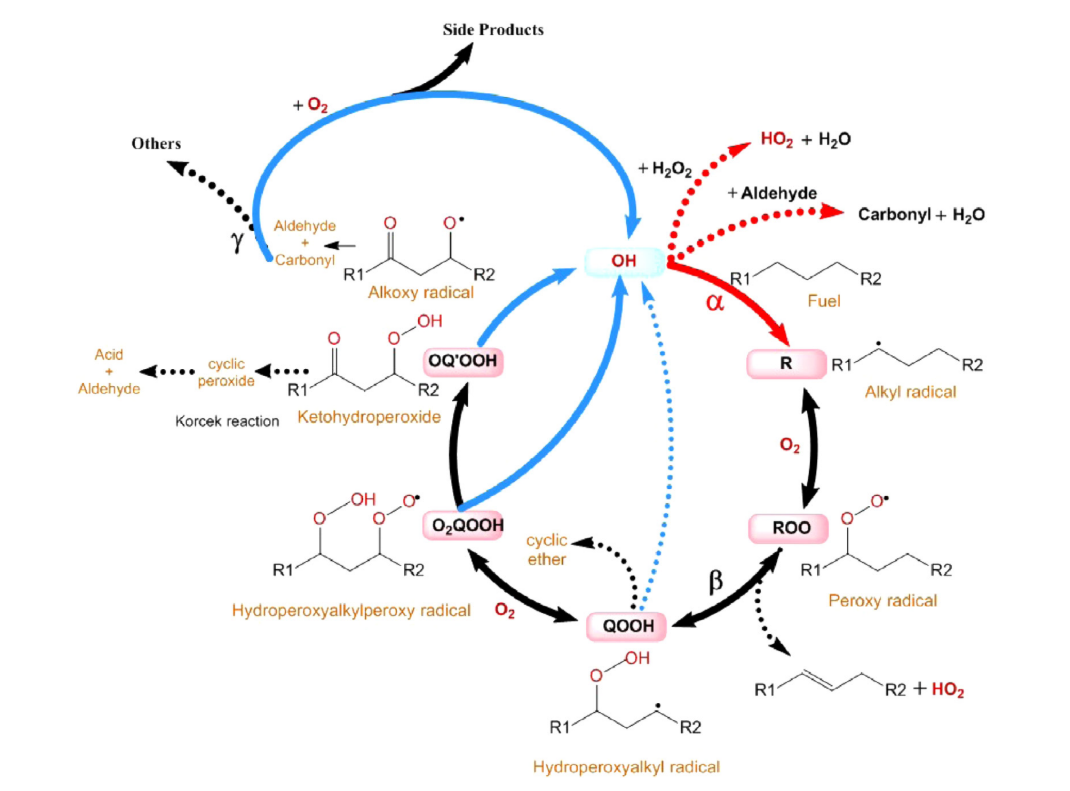 Side Products
+ O2
Others
HO2 + H2O
+ H2O2
+ Aldehyde
Carbonyl + H2O
γ
Aldehyde
+
Carbonyl
O
O•
R1
R2
Alkoxy radical
OH
α
R1
R2
Fuel
O
O
OH
R1
R2
Ketohydroperoxide
OQ'OOH
R
R1
R2
Alkyl radical
Acid
+
Aldehyde
cyclic
peroxide
Korcek reaction
O2
O
OH
O
O•
R1
R2
Hydroperoxyalkylperoxy radical
O2QOOH
cyclic
ether
ROO
O
O•
R1
R2
Peroxy radical
O2
β
QOOH
O
OH
R1
R2
Hydroperoxyalkyl radical
R1
R2 + HO2